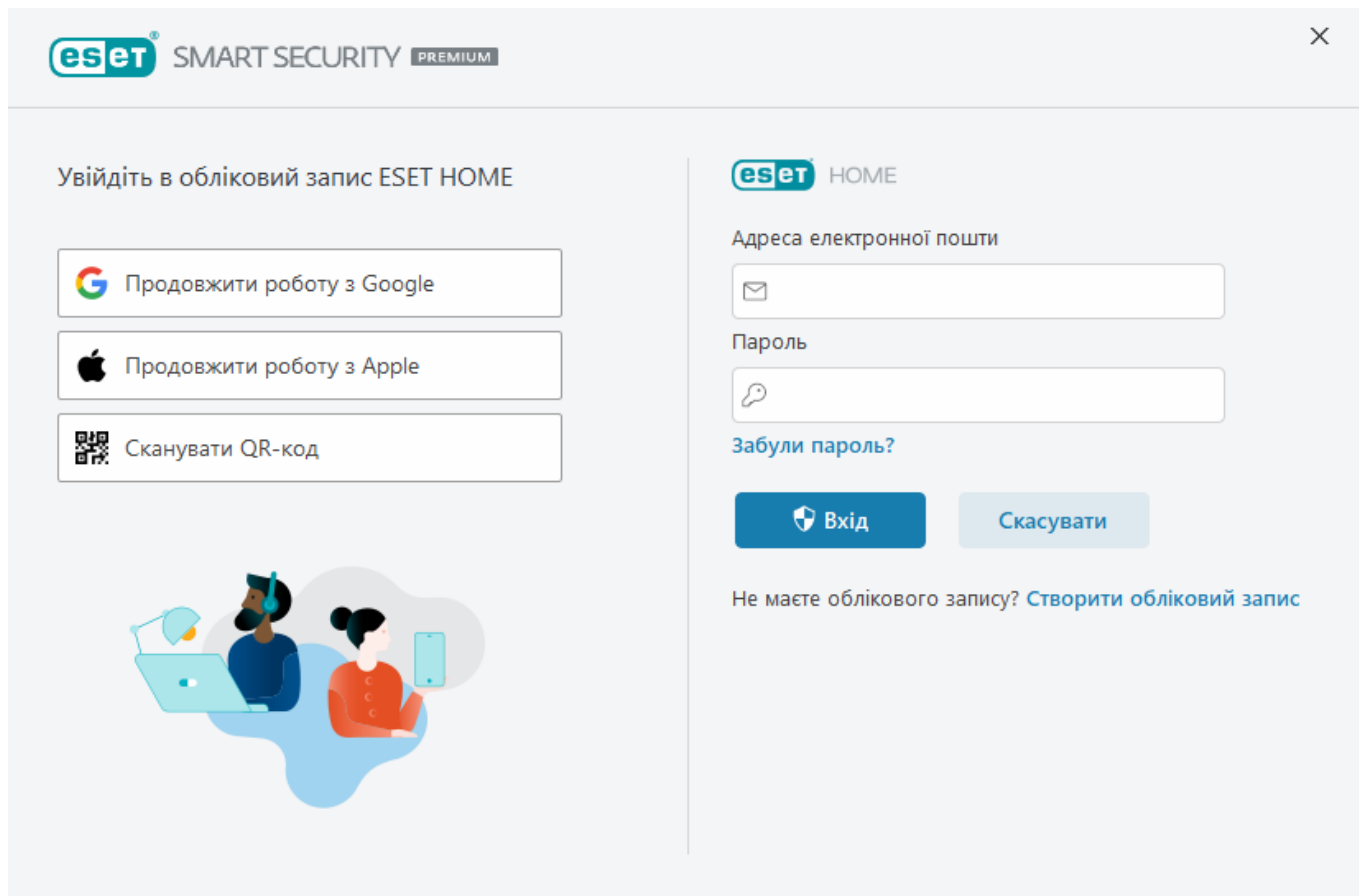 eset® SMART SECURITY PREMIUM
Увійдіть в обліковий запис ESET HOME
Продовжити роботу з Google
Продовжити роботу з Apple
Сканувати QR-код
eset HOME
Адреса електронної пошти
Пароль
Забули пароль?
Вхід
Скасувати
Не маєте облікового запису? Створити обліковий запис